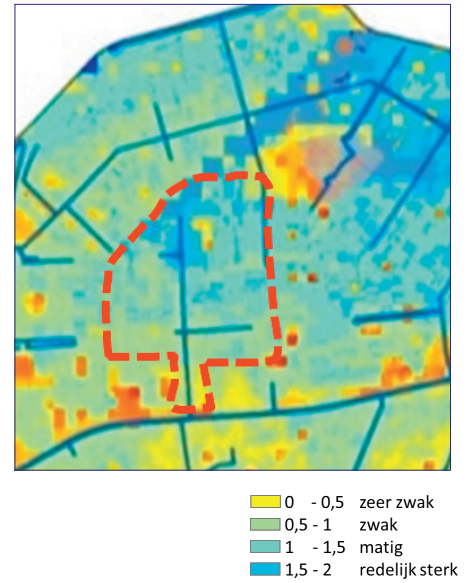 0 - 0,5 zeer zwak
0,5 - 1 zwak
1 - 1,5 matig
1,5 - 2 redelijk sterk